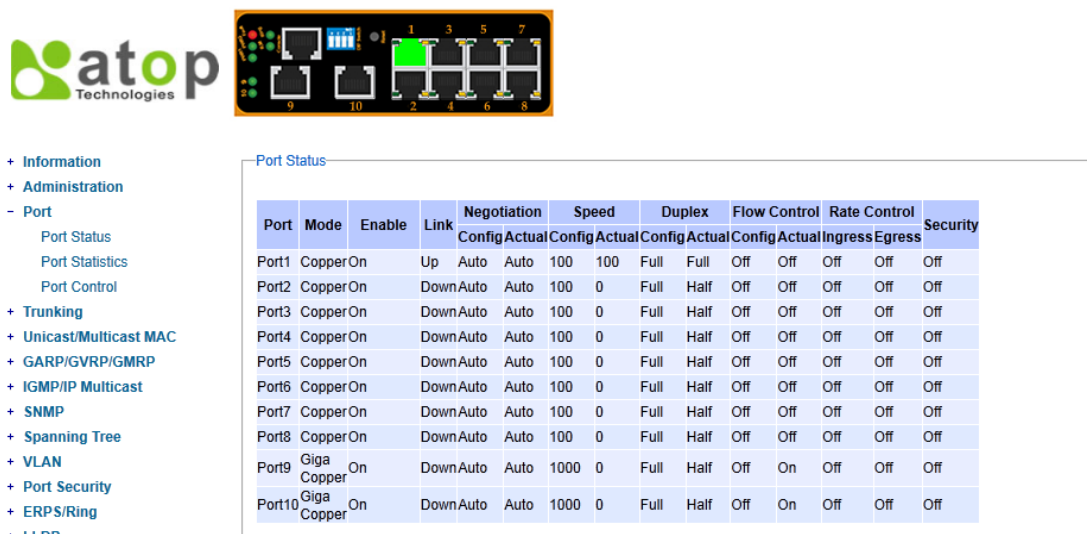 atop
Technologies
1 3 5 7
9 10 2 4 6 8
+ Information
+ Administration
- Port
Port Status
Port Statistics
Port Control
+ Trunking
+ Unicast/Multicast MAC
+ GARP/GVRP/GMRP
+ IGMP/IP Multicast
+ SNMP
+ Spanning Tree
+ VLAN
+ Port Security
+ ERPS/Ring
Port Status
Port Mode Enable Link Negotiation Speed Duplex Flow Control Rate Control Security
Config Actual Config Actual Config Actual Config Actual Ingress Egress
Port1 Copper On Up Auto Auto 100 100 Full Full Off Off Off Off Off
Port2 Copper On Down Auto Auto 100 0 Full Half Off Off Off Off Off
Port3 Copper On Down Auto Auto 100 0 Full Half Off Off Off Off Off
Port4 Copper On Down Auto Auto 100 0 Full Half Off Off Off Off Off
Port5 Copper On Down Auto Auto 100 0 Full Half Off Off Off Off Off
Port6 Copper On Down Auto Auto 100 0 Full Half Off Off Off Off Off
Port7 Copper On Down Auto Auto 100 0 Full Half Off Off Off Off Off
Port8 Copper On Down Auto Auto 100 0 Full Half Off Off Off Off Off
Port9 Giga Copper On Down Auto Auto 1000 0 Full Half Off On Off Off Off
Port10 Giga Copper On Down Auto Auto 1000 0 Full Half Off On Off Off Off